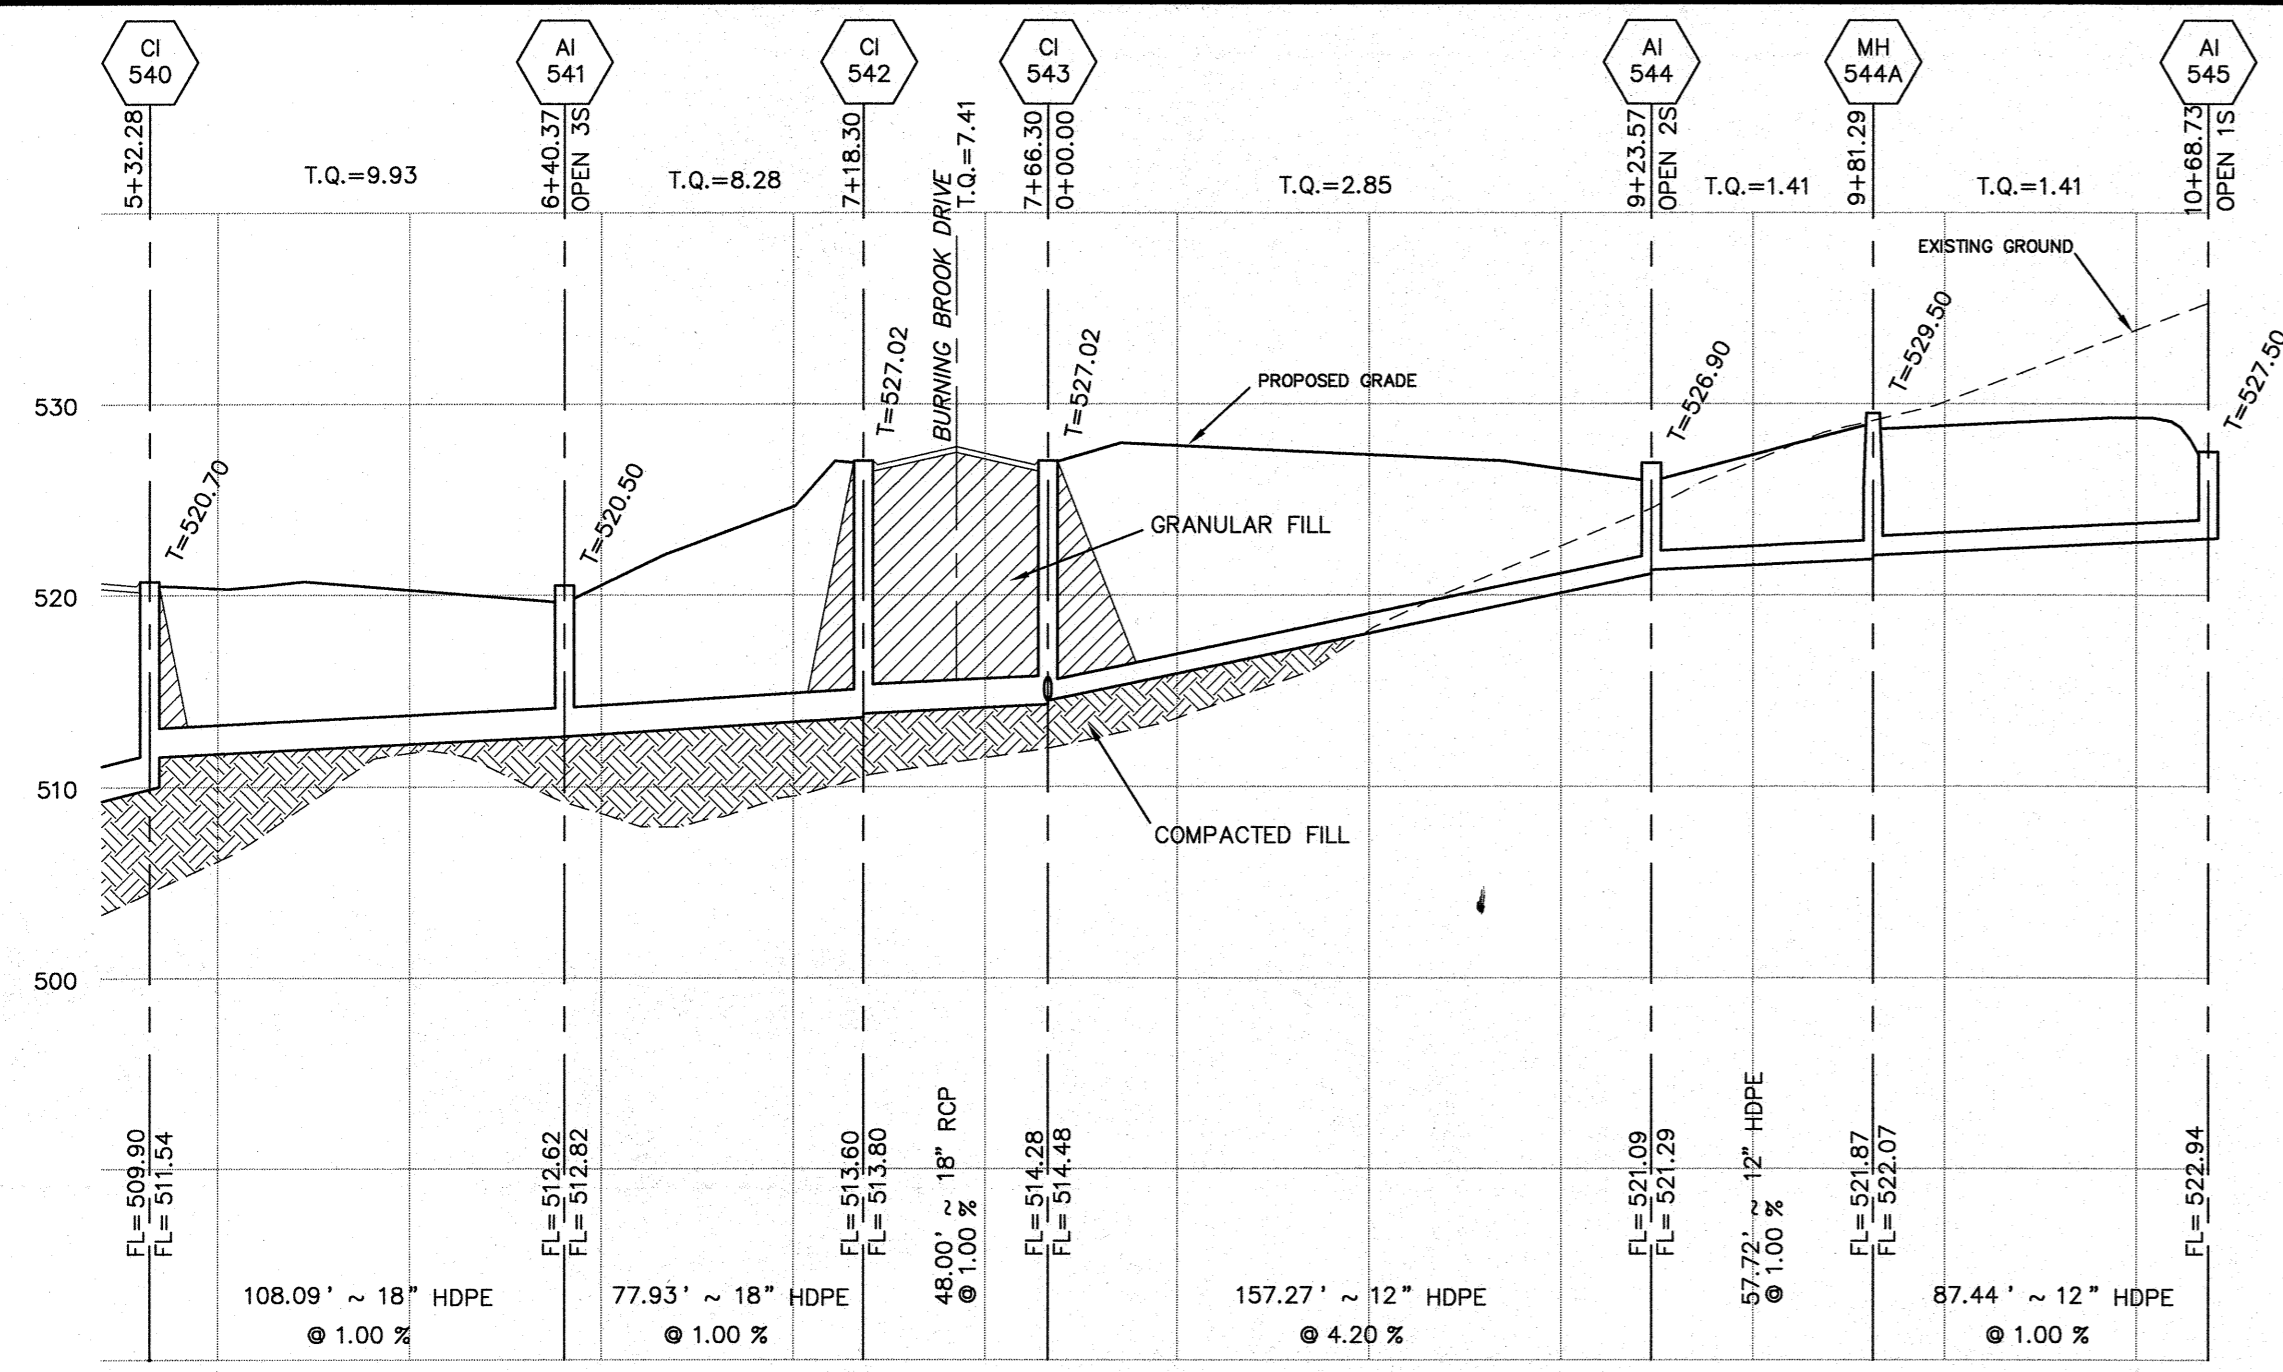 CI
540
AI
541
CI
542
CI
543
AI
544
MH
544A
AI
545
5+32.28
6+40.37
OPEN 3S
7+18.30
7+66.30
0+00.00
9+23.57
OPEN 2S
9+81.29
10+68.73
OPEN 1S
T.Q.=9.93
T.Q.=8.28
BURNING BROOK DRIVE
T.Q.=7.41
T.Q.=2.85
T.Q.=1.41
T.Q.=1.41
EXISTING GROUND
T=520.70
T=520.50
T=527.02
T=527.02
T=526.90
T=529.50
T=527.50
PROPOSED GRADE
GRANULAR FILL
COMPACTED FILL
530
520
510
500
FL= 509.90
FL= 511.54
FL= 512.62
FL= 512.82
FL= 513.60
FL= 513.80
FL= 514.28
FL= 514.48
FL= 521.09
FL= 521.29
FL= 521.87
FL= 522.07
FL= 522.94
108.09' ~ 18" HDPE
@ 1.00 %
77.93' ~ 18" HDPE
@ 1.00 %
48.00' ~ 18" RCP
@ 1.00 %
157.27' ~ 12" HDPE
@ 4.20 %
57.72' ~ 12" HDPE
@ 1.00 %
87.44' ~ 12" HDPE
@ 1.00 %